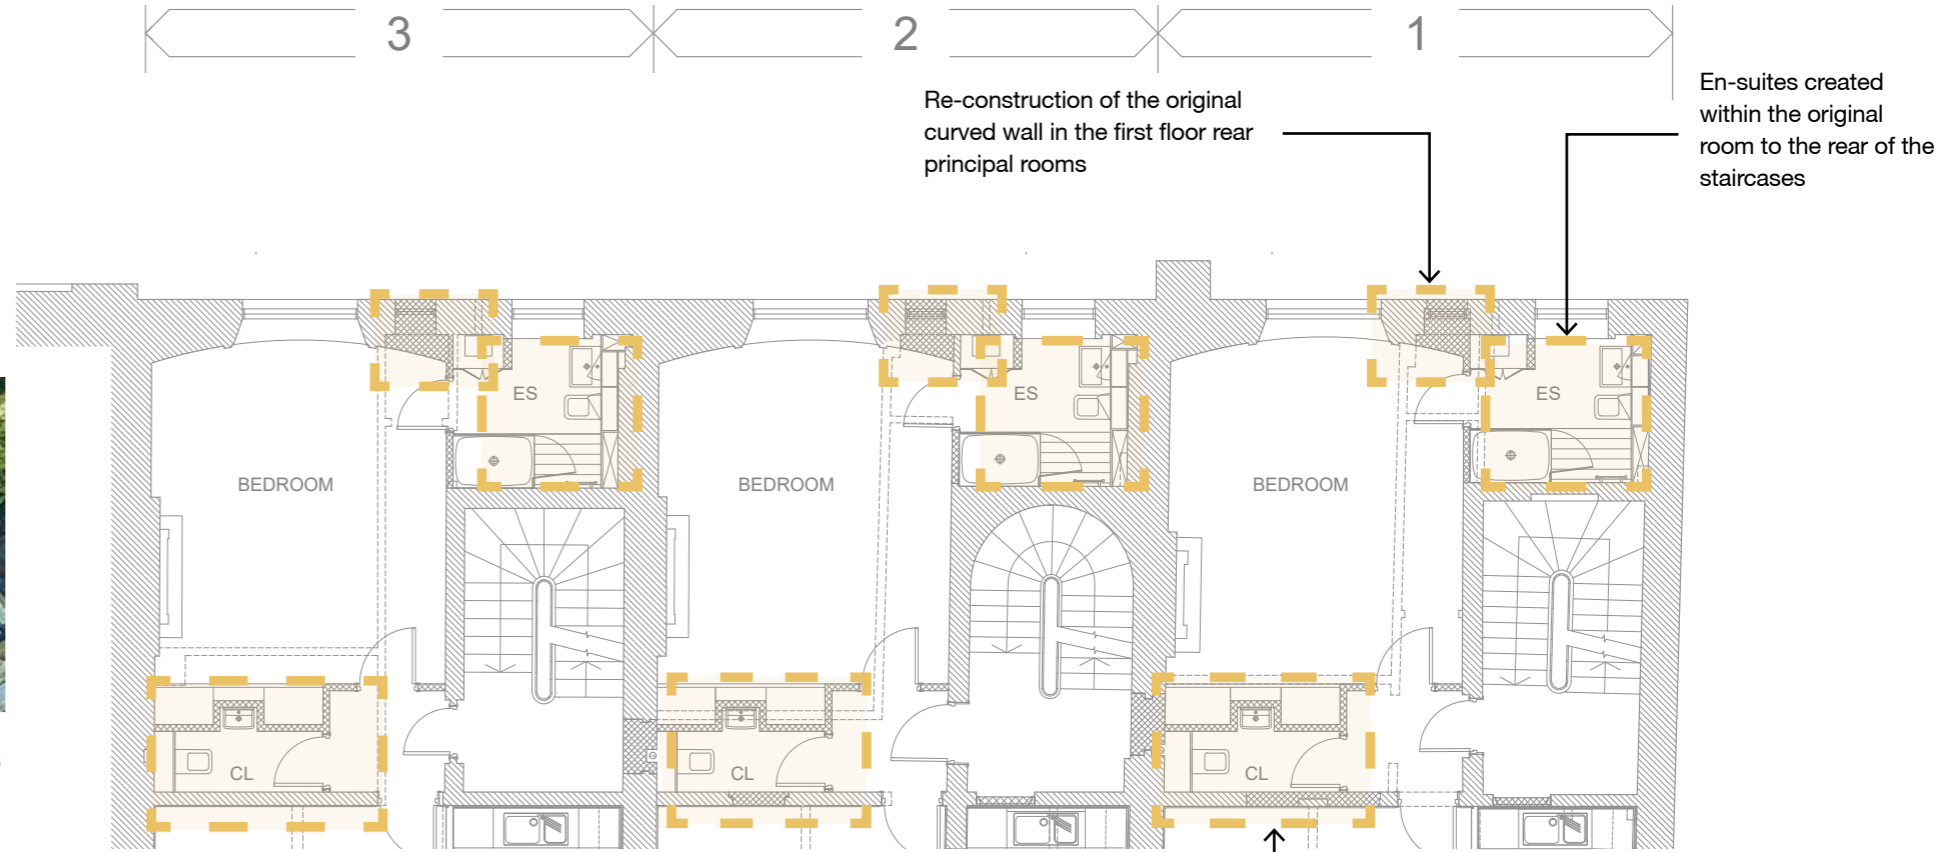 3
2
1
Re-construction of the original
curved wall in the first floor rear
principal rooms
En-suites created
within the original
room to the rear of the
staircases
ES
ES
ES
BEDROOM
BEDROOM
BEDROOM
CL
CL
CL